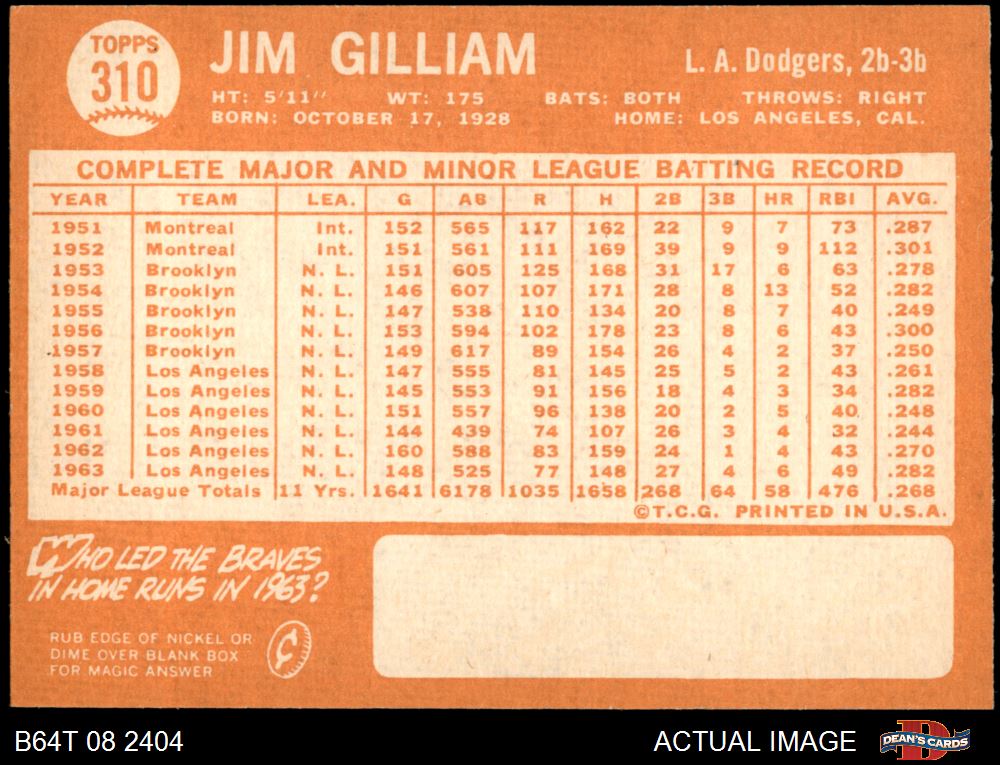 TOPPS
310
JIM GILLIAM
L. A. Dodgers, 2b-3b
HT: 5'11" WT: 175 BATS: BOTH THROWS: RIGHT
BORN: OCTOBER 17, 1928 HOME: LOS ANGELES, CAL.
COMPLETE MAJOR AND MINOR LEAGUE BATTING RECORD
YEAR TEAM LEA. G AB R H 2B 3B HR RBI AVG.
1951 Montreal Int. 152 565 117 162 22 9 7 73 .287
1952 Montreal Int. 151 561 111 169 39 9 9 112 .301
1953 Brooklyn N. L. 151 605 125 168 31 17 6 63 .278
1954 Brooklyn N. L. 146 607 107 171 28 8 13 52 .282
1955 Brooklyn N. L. 147 538 110 134 20 8 7 40 .249
1956 Brooklyn N. L. 153 594 102 178 23 8 6 43 .300
1957 Brooklyn N. L. 149 617 89 154 26 4 2 37 .250
1958 Los Angeles N. L. 147 555 81 145 25 5 2 43 .261
1959 Los Angeles N. L. 145 553 91 156 18 4 3 34 .282
1960 Los Angeles N. L. 151 557 96 138 20 2 5 40 .248
1961 Los Angeles N. L. 144 439 74 107 26 3 4 32 .244
1962 Los Angeles N. L. 160 588 83 159 24 1 4 43 .270
1963 Los Angeles N. L. 148 525 77 148 27 4 6 49 .282
Major League Totals 11 Yrs. 1641 6178 1035 1658 268 64 58 476 .268
©T.C.G. PRINTED IN U.S.A.
WHO LED THE BRAVES
IN HOME RUNS IN 1963?
RUB EDGE OF NICKEL OR
DIME OVER BLANK BOX
FOR MAGIC ANSWER
¢
B64T 08 2404
ACTUAL IMAGE
D
DEAN'S CARDS